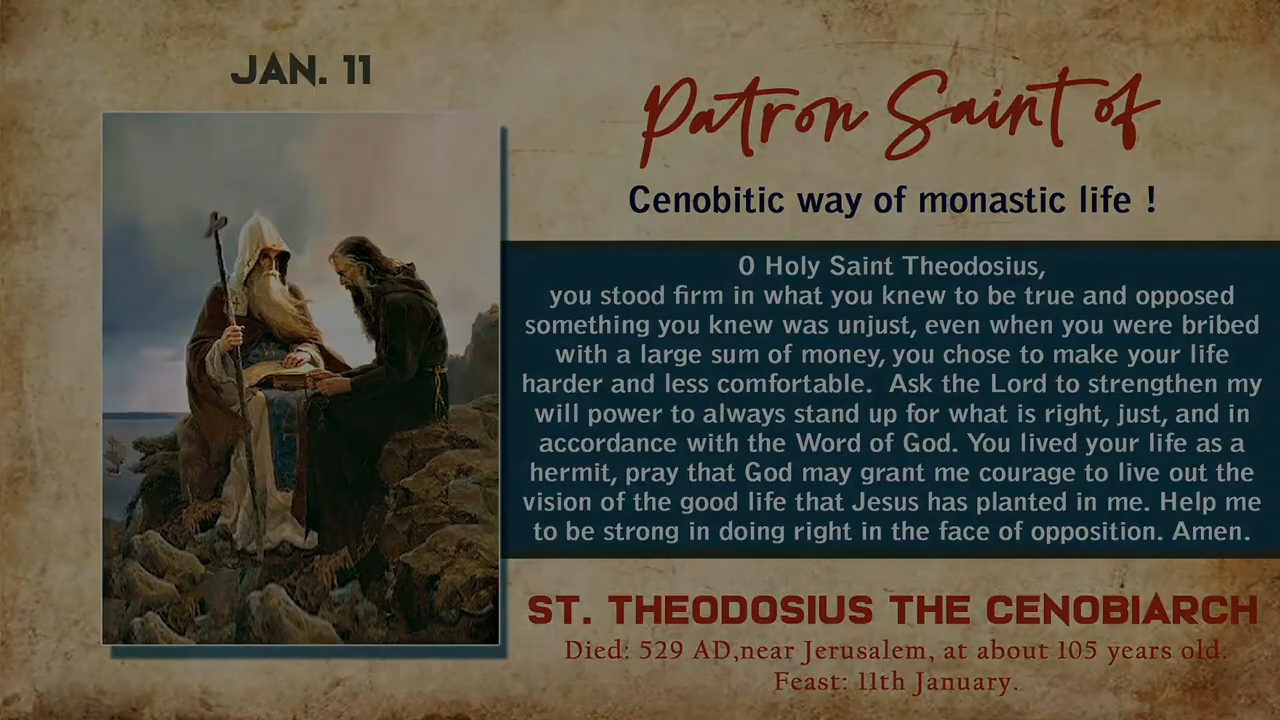 JAN. 11
Patron Saint of
Cenobitic way of monastic life !
O Holy Saint Theodosius,
you stood firm in what you knew to be true and opposed
something you knew was unjust, even when you were bribed
with a large sum of money, you chose to make your life
harder and less comfortable.  Ask the Lord to strengthen my
will power to always stand up for what is right, just, and in
accordance with the Word of God. You lived your life as a
hermit, pray that God may grant me courage to live out the
vision of the good life that Jesus has planted in me. Help me
to be strong in doing right in the face of opposition. Amen.
ST. THEODOSIUS THE CENOBIARCH
Died: 529 AD,near Jerusalem, at about 105 years old.
Feast: 11th January.